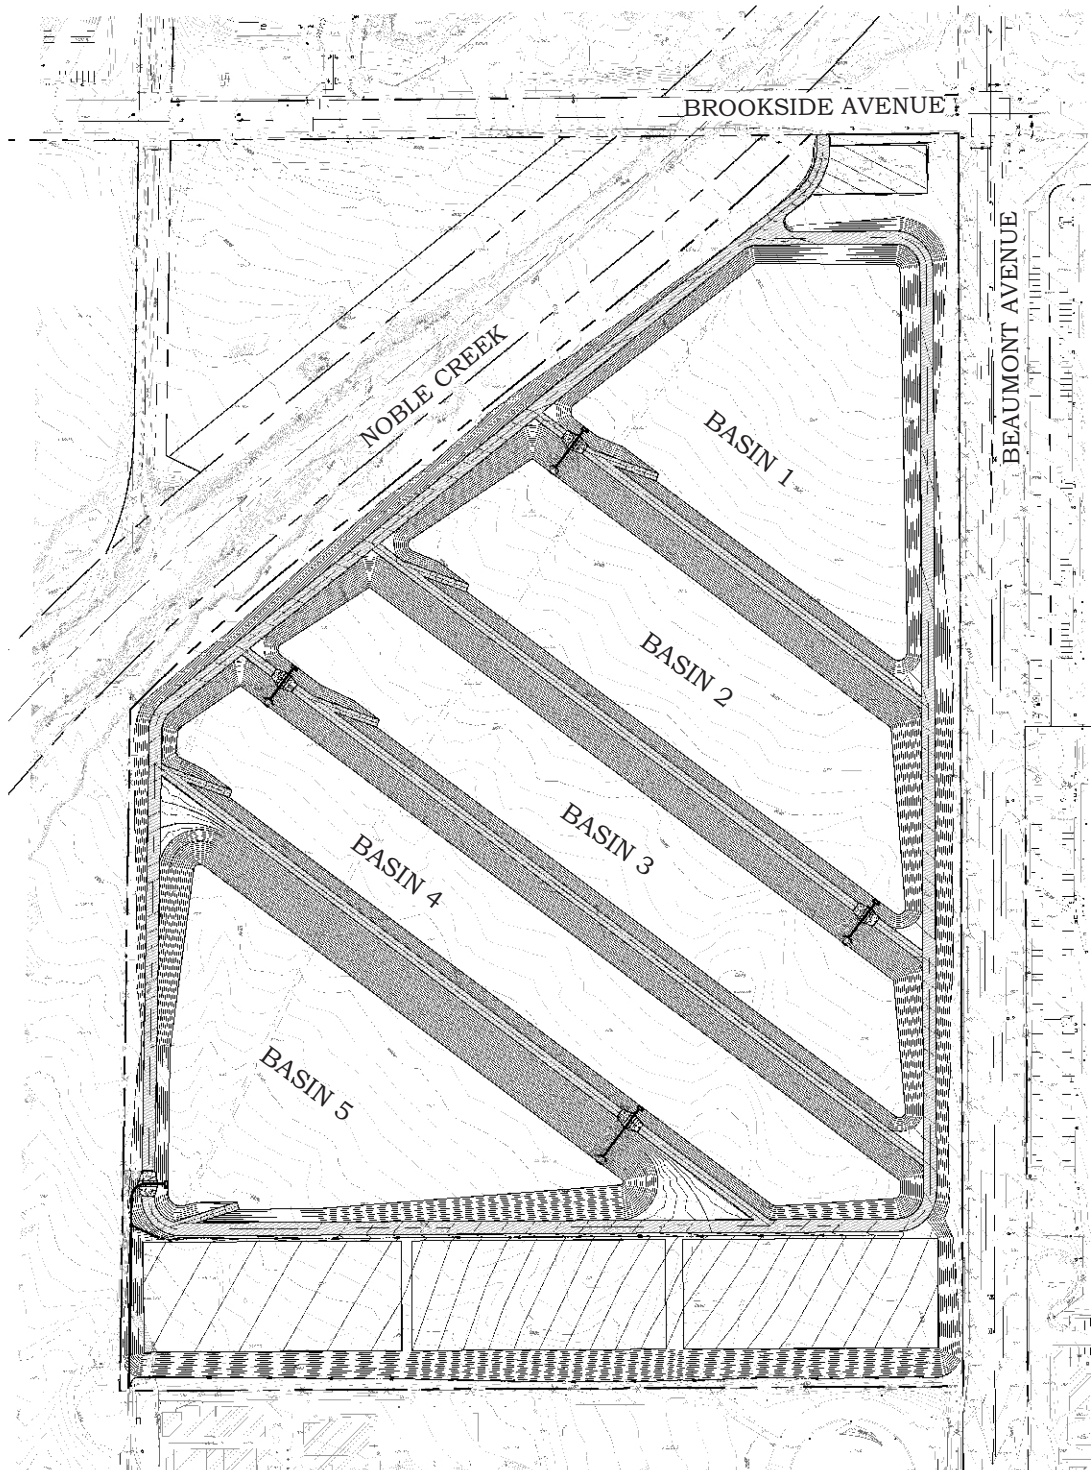 BROOKSIDE AVENUE
BEAUMONT AVENUE
NOBLE CREEK
BASIN 1
BASIN 2
BASIN 3
BASIN 4
BASIN 5